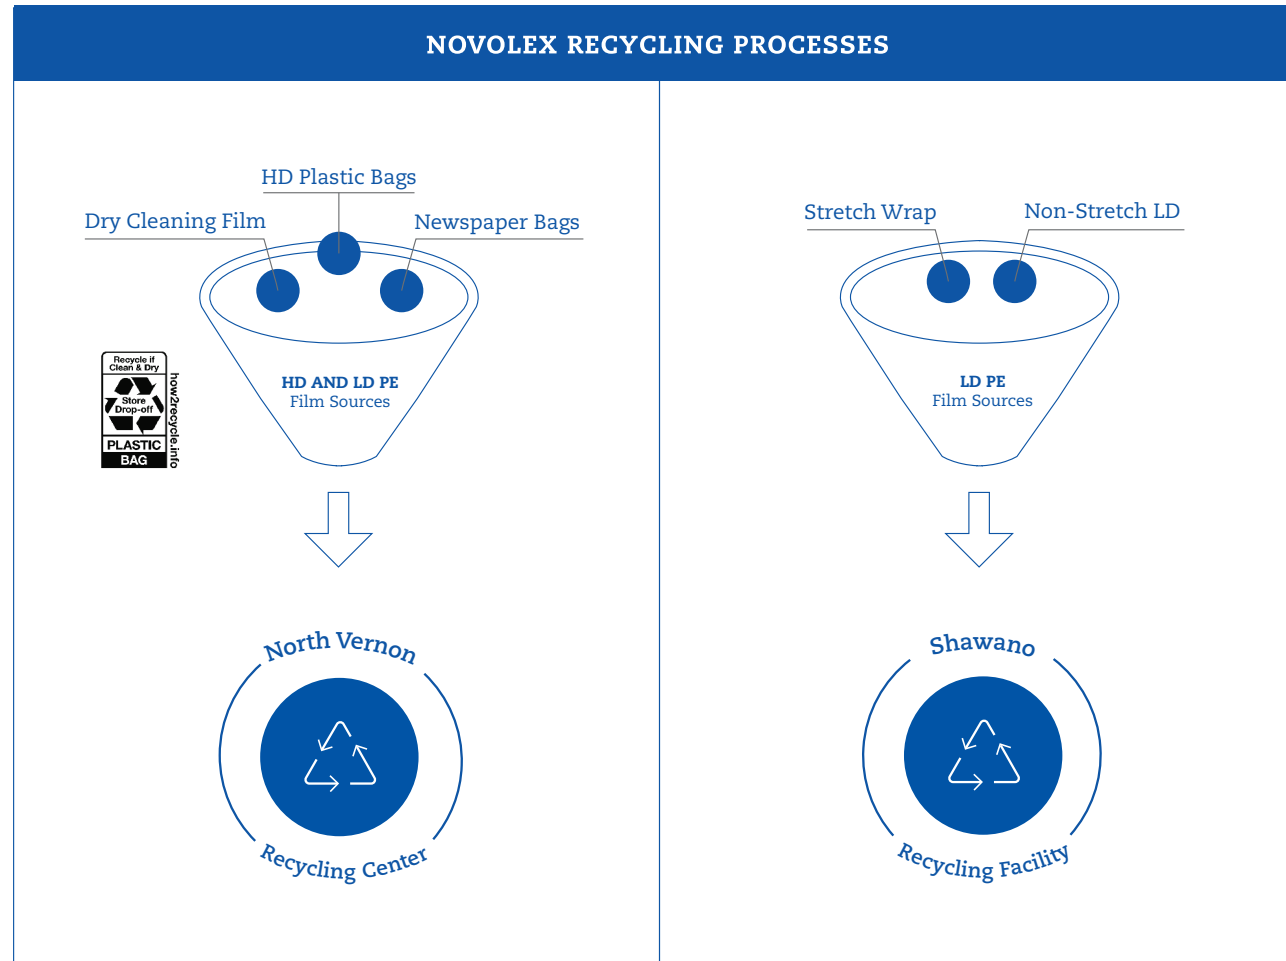 NOVOLEX RECYCLING PROCESSES
HD Plastic Bags
Dry Cleaning Film
Newspaper Bags
HD AND LD PE
Film Sources
Recycle if
Clean & Dry
Store
Drop-off
PLASTIC
BAG
how2recycle.info
North Vernon
Recycling Center
Stretch Wrap
Non-Stretch LD
LD PE
Film Sources
Shawano
Recycling Facility